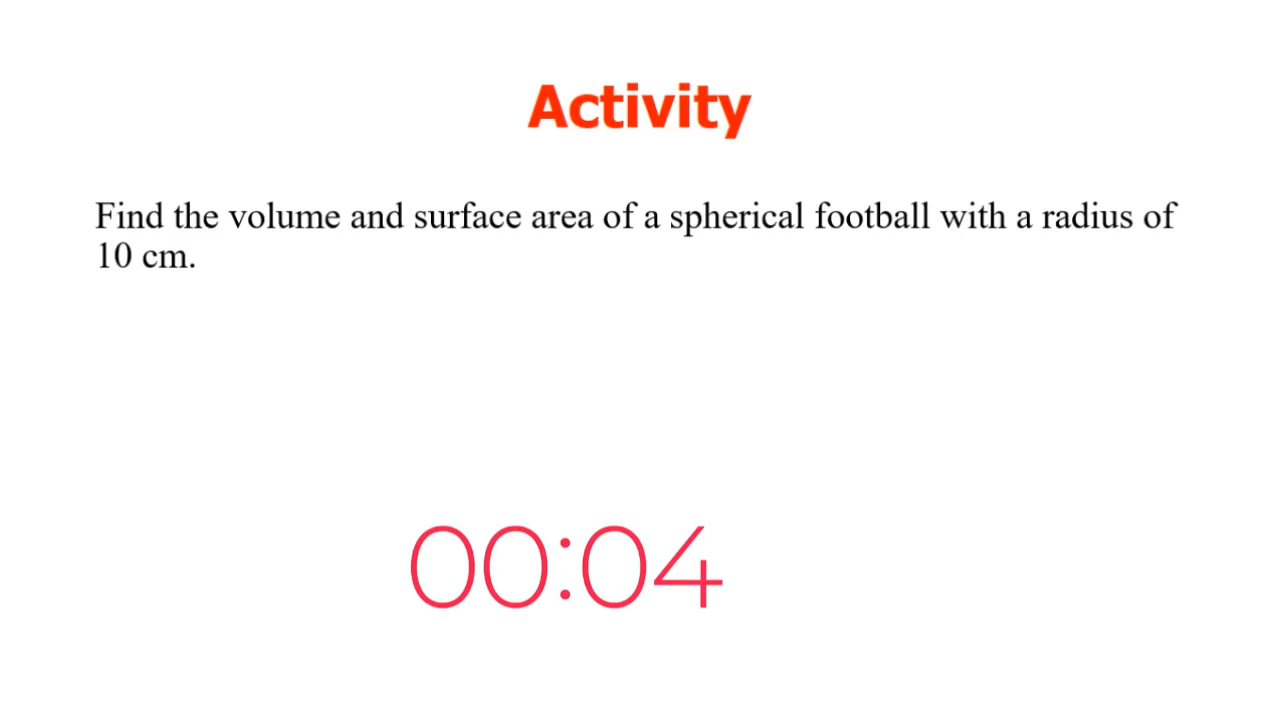 Activity
Find the volume and surface area of a spherical football with a radius of
10 cm.
00:04